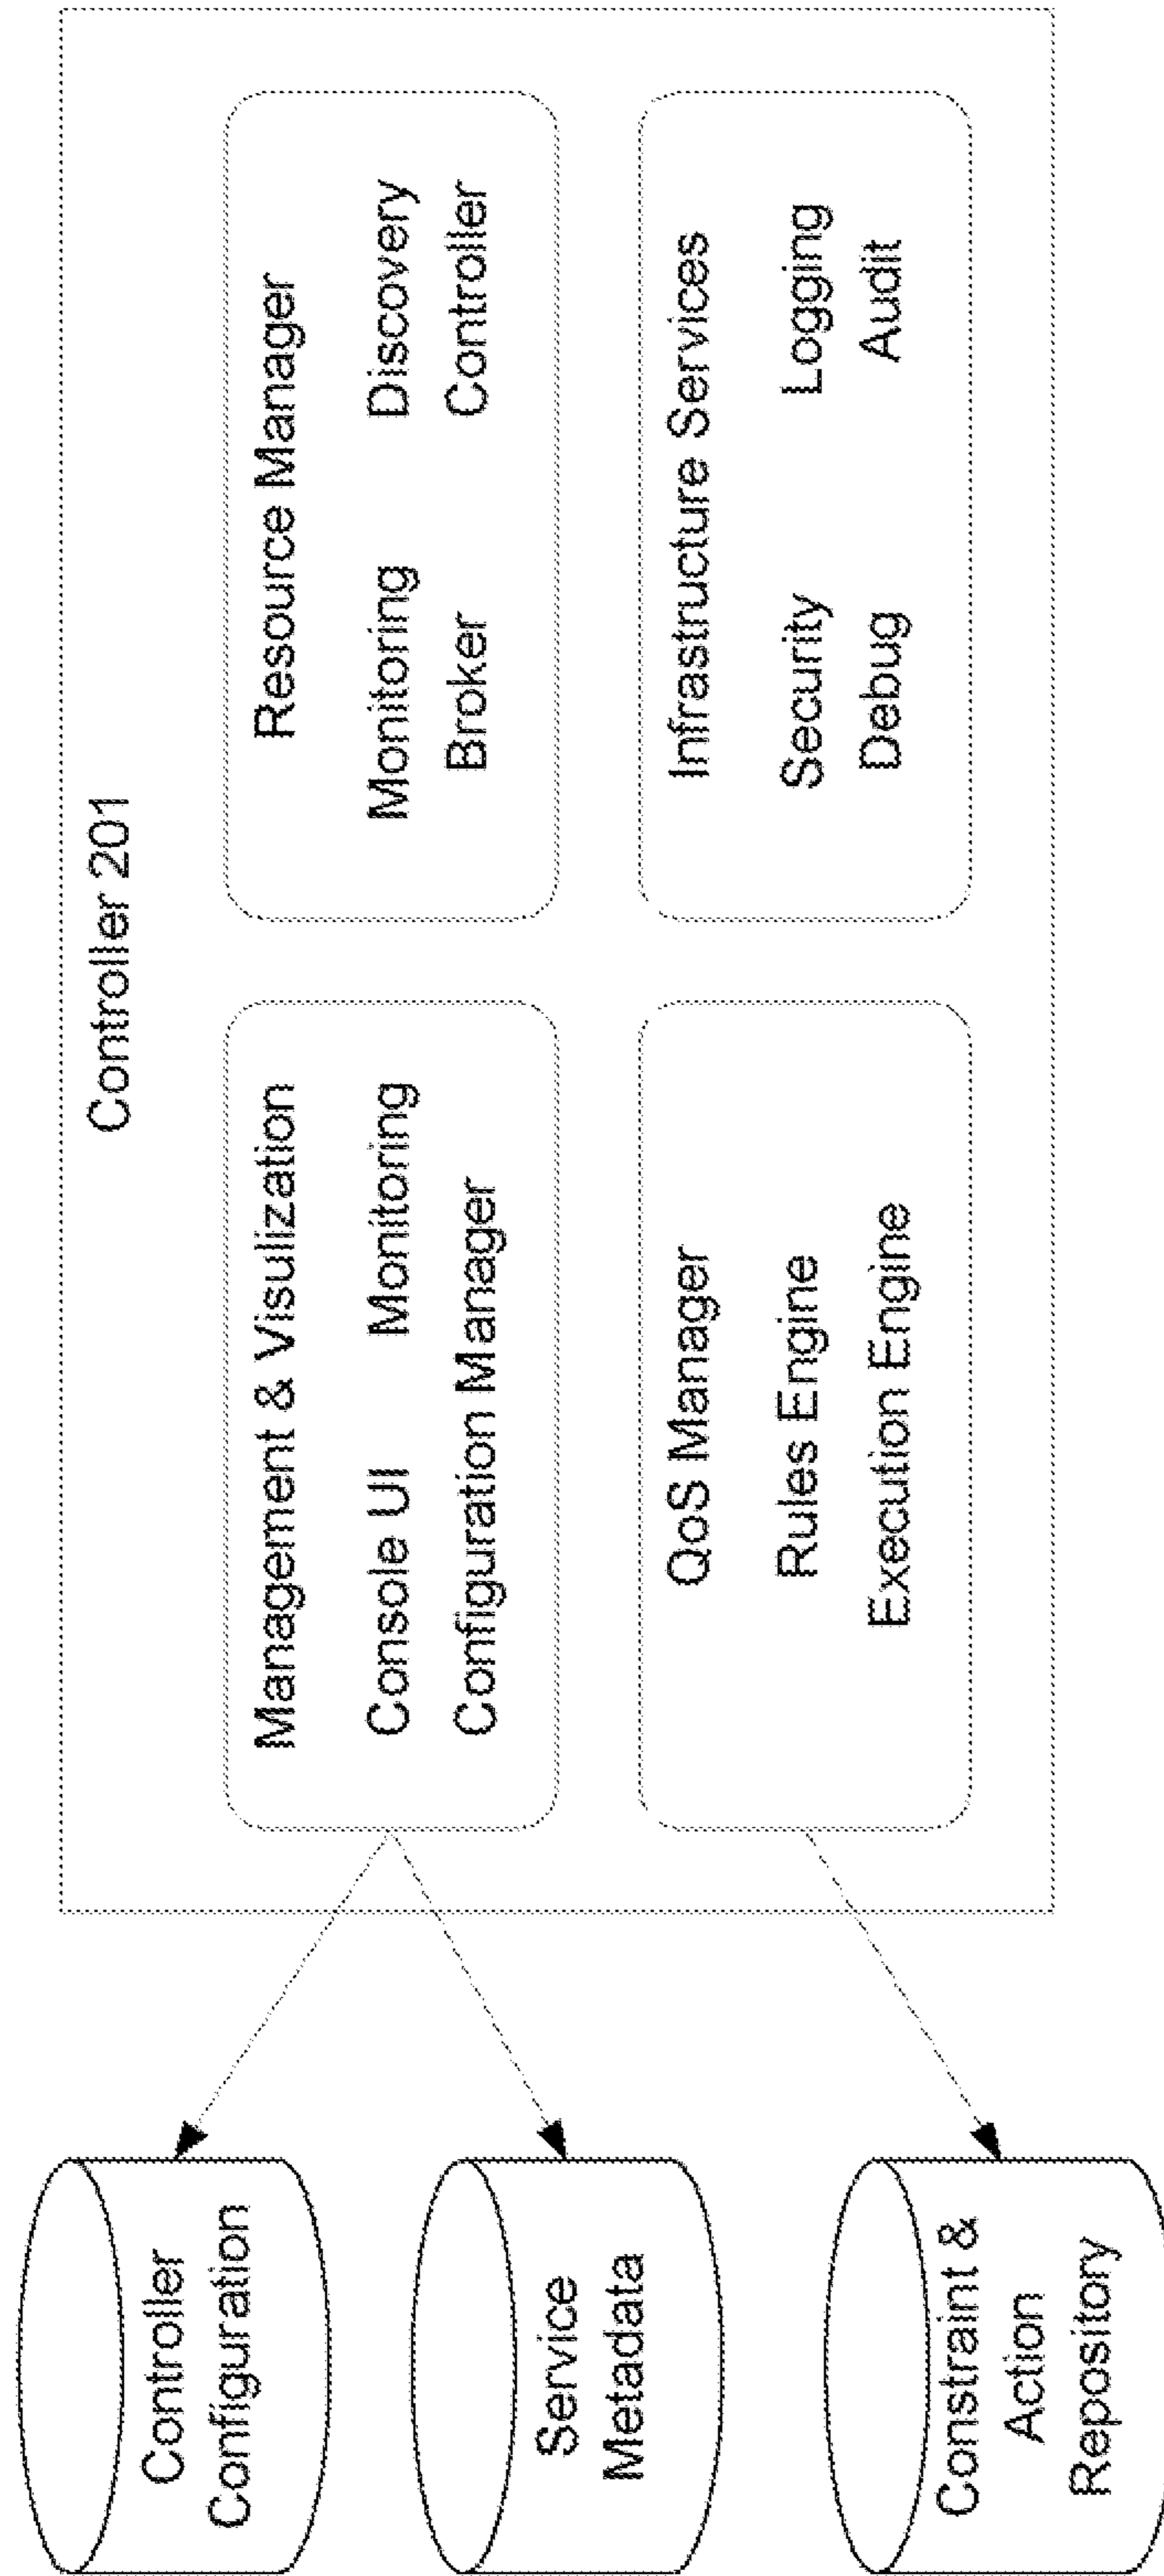 Controller 201
Management & Visulization
Console UI Monitoring
Configuration Manager
Resource Manager
Monitoring Discovery
Broker Controller
QoS Manager
Rules Engine
Execution Engine
Infrastructure Services
Security Logging
Debug Audit
Controller
Configuration
Service
Metadata
Constraint &
Action
Repository